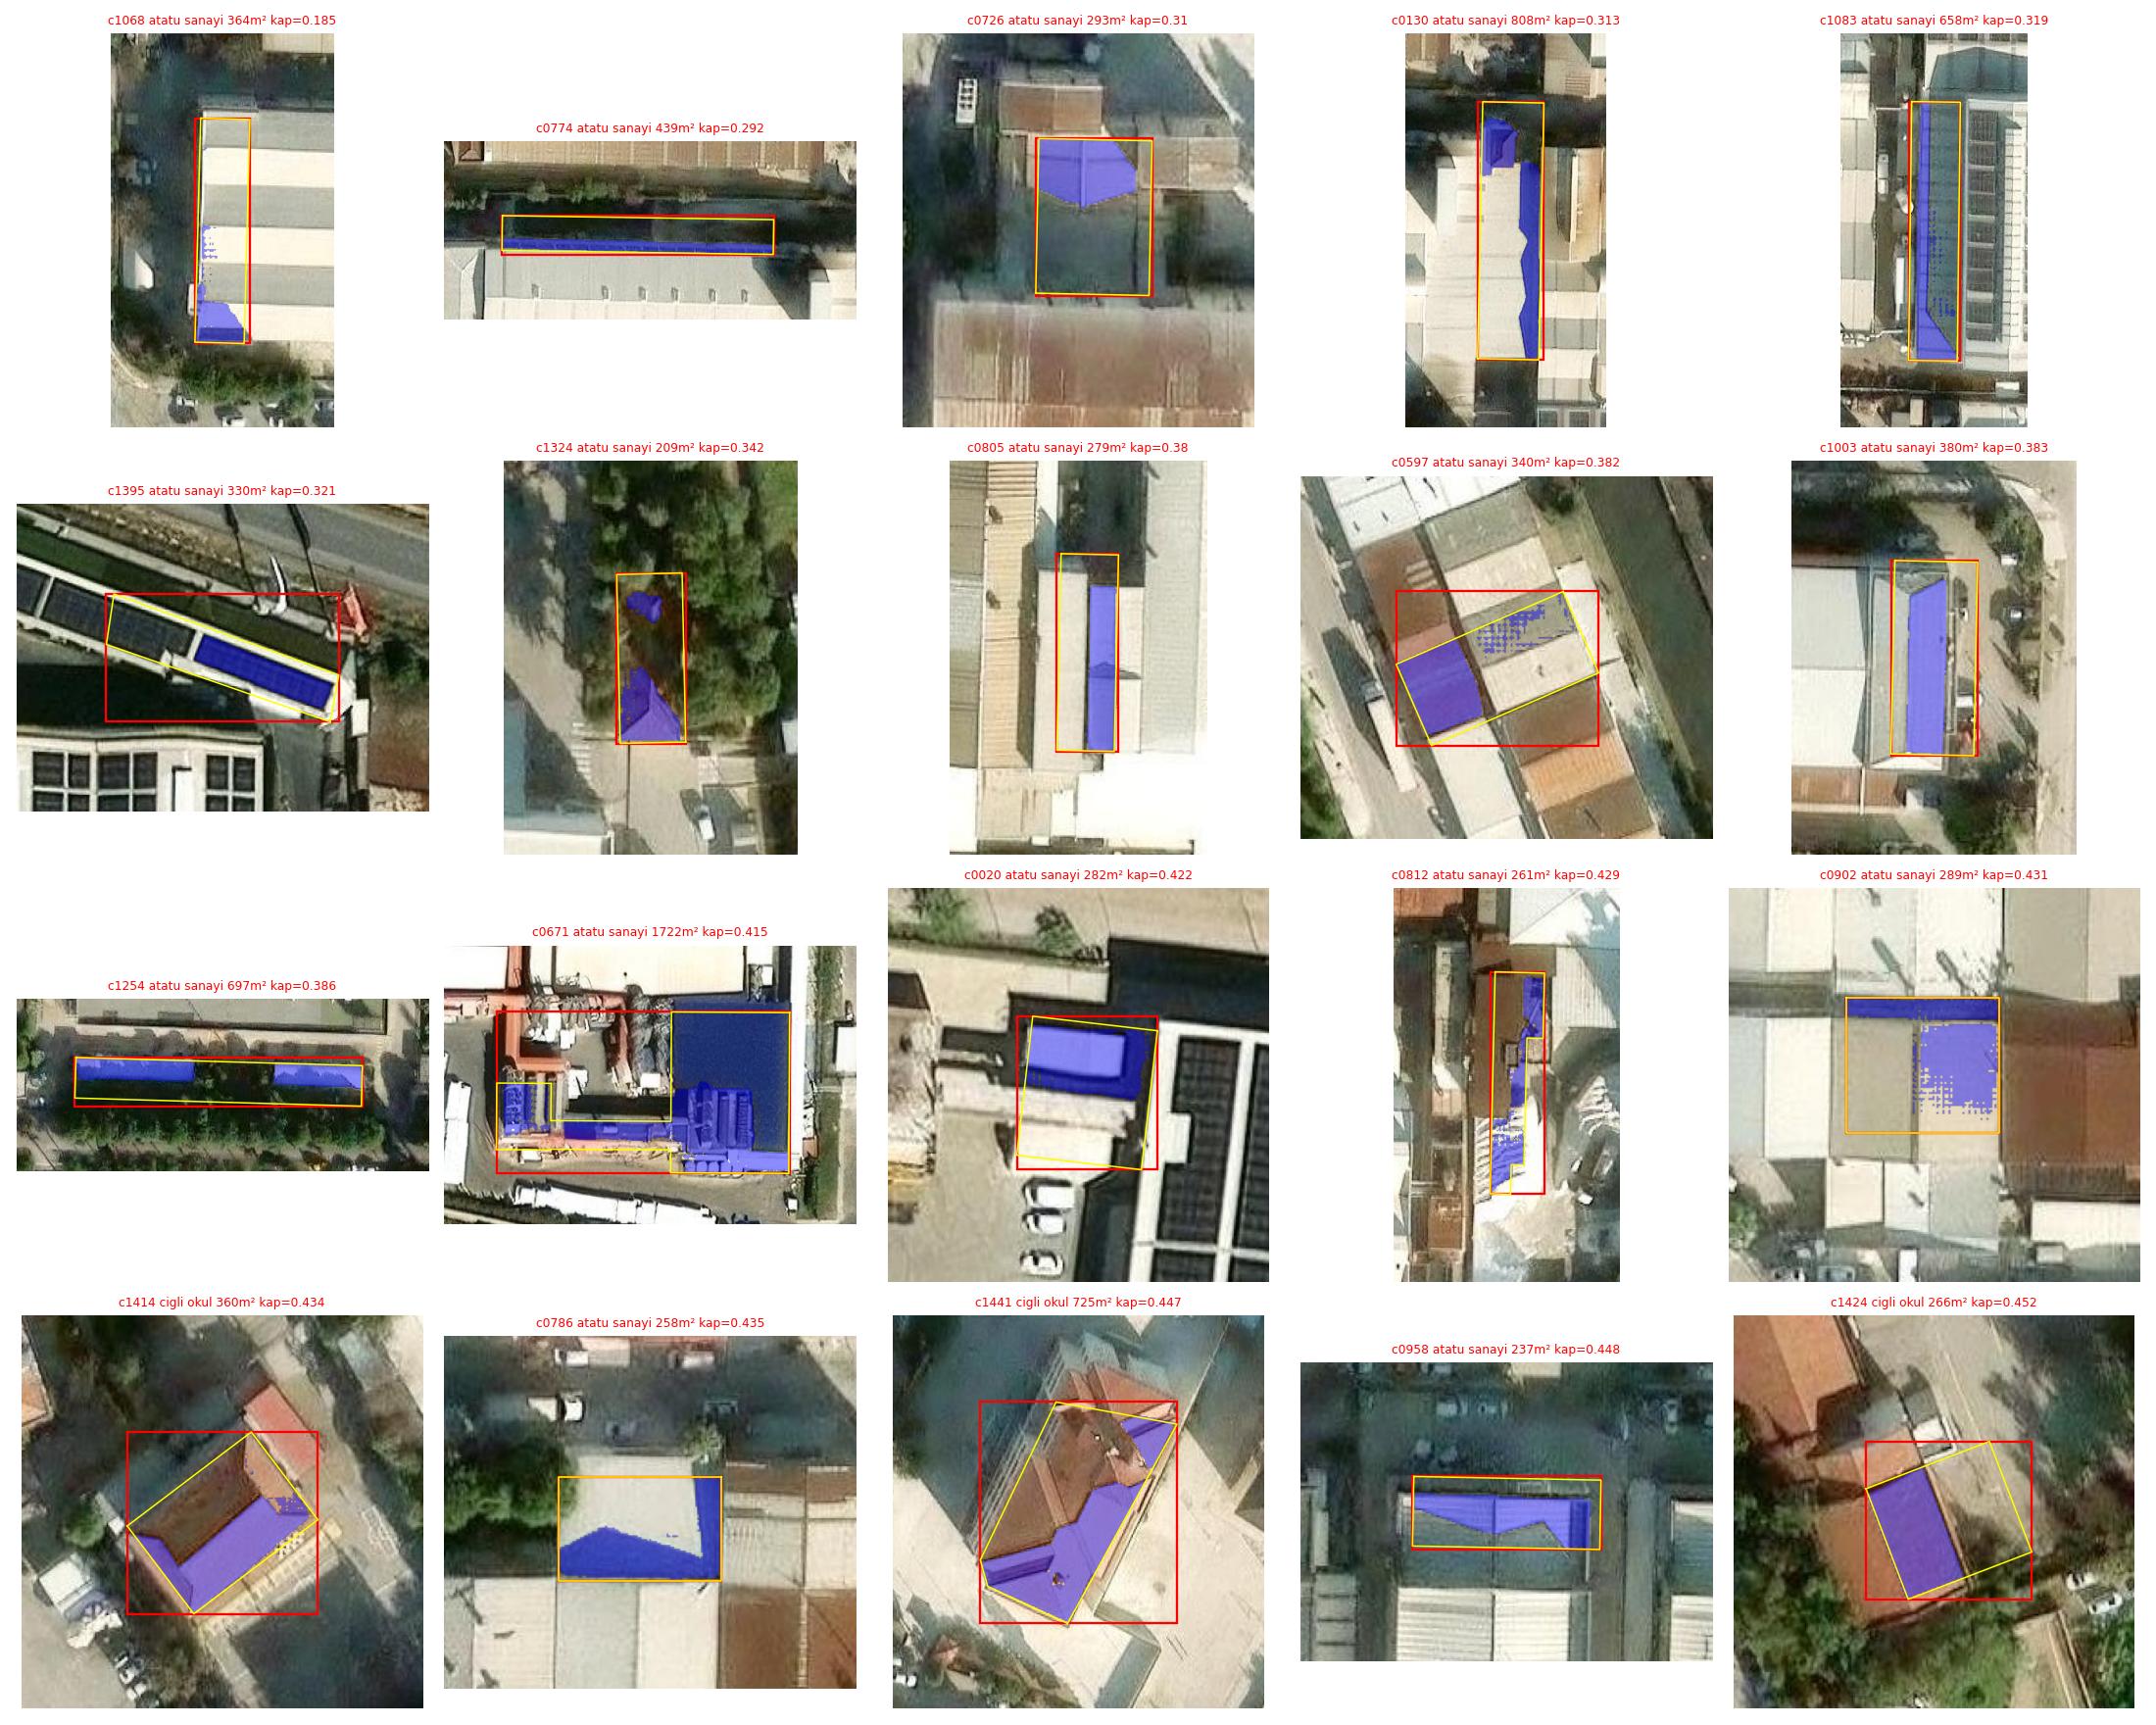 c1068 atatu sanayi 364m² kap=0.185
c0774 atatu sanayi 439m² kap=0.292
c0726 atatu sanayi 293m² kap=0.31
c0130 atatu sanayi 808m² kap=0.313
c1083 atatu sanayi 658m² kap=0.319
c1395 atatu sanayi 330m² kap=0.321
c1324 atatu sanayi 209m² kap=0.342
c0805 atatu sanayi 279m² kap=0.38
c0597 atatu sanayi 340m² kap=0.382
c1003 atatu sanayi 380m² kap=0.383
c1254 atatu sanayi 697m² kap=0.386
c0671 atatu sanayi 1722m² kap=0.415
c0020 atatu sanayi 282m² kap=0.422
c0812 atatu sanayi 261m² kap=0.429
c0902 atatu sanayi 289m² kap=0.431
c1414 cigli okul 360m² kap=0.434
c0786 atatu sanayi 258m² kap=0.435
c1441 cigli okul 725m² kap=0.447
c0958 atatu sanayi 237m² kap=0.448
c1424 cigli okul 266m² kap=0.452